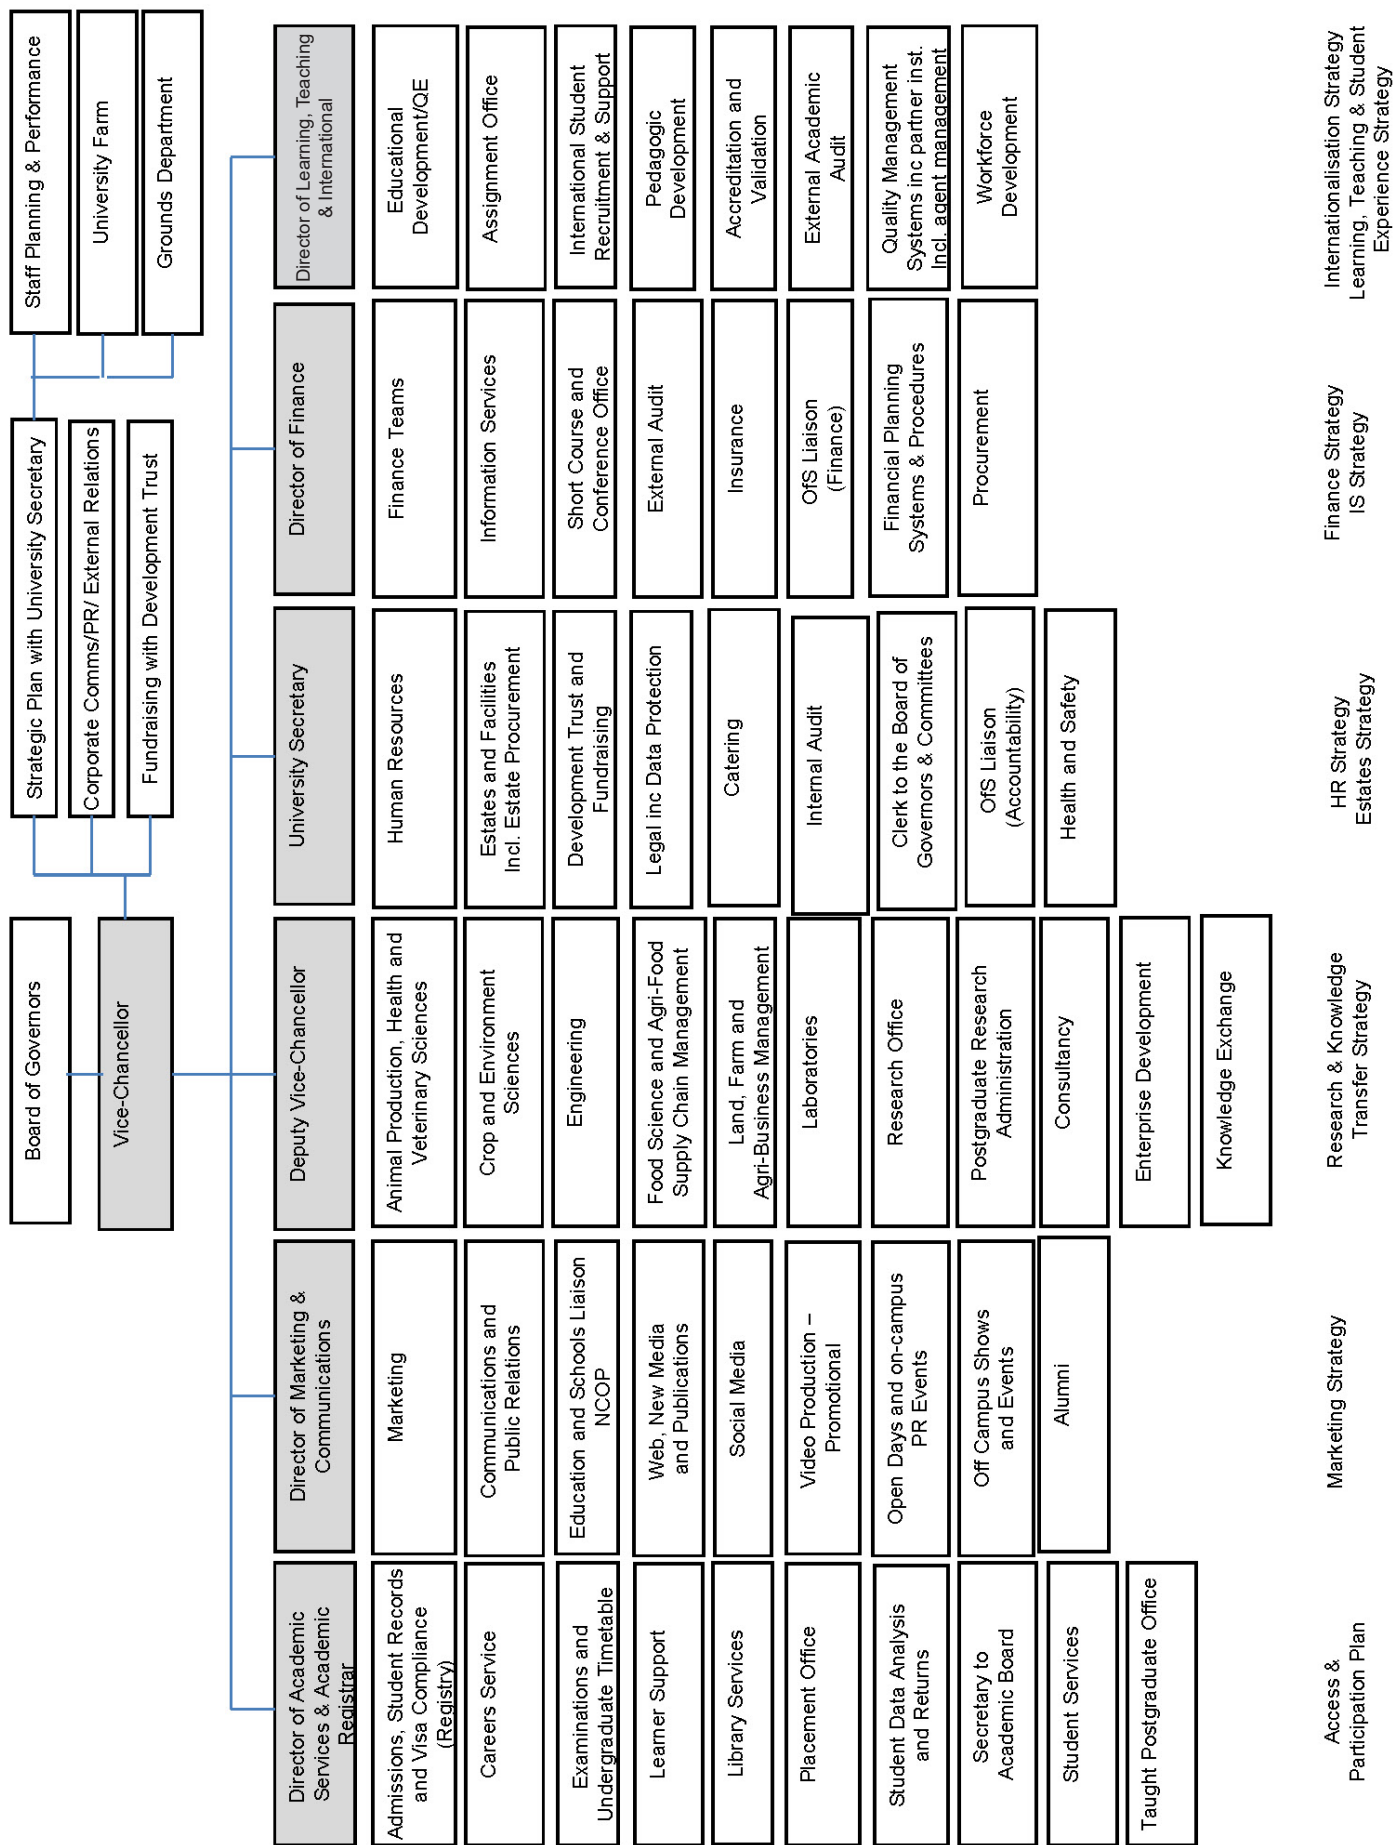 Board of Governors
Vice-Chancellor
Strategic Plan with University Secretary
Corporate Comms/PR/ External Relations
Fundraising with Development Trust
Staff Planning & Performance
University Farm
Grounds Department
Director of Academic
Services & Academic
Registrar
Admissions, Student Records
and Visa Compliance
(Registry)
Careers Service
Examinations and
Undergraduate Timetable
Learner Support
Library Services
Placement Office
Student Data Analysis
and Returns
Secretary to
Academic Board
Student Services
Taught Postgraduate Office
Access &
Participation Plan
Director of Marketing &
Communications
Marketing
Communications and
Public Relations
Education and Schools Liaison
NCOP
Web, New Media
and Publications
Social Media
Video Production –
Promotional
Open Days and on-campus
PR Events
Off Campus Shows
and Events
Alumni
Marketing Strategy
Deputy Vice-Chancellor
Animal Production, Health and
Veterinary Sciences
Crop and Environment
Sciences
Engineering
Food Science and Agri-Food
Supply Chain Management
Land, Farm and
Agri-Business Management
Laboratories
Research Office
Postgraduate Research
Administration
Consultancy
Enterprise Development
Knowledge Exchange
Research & Knowledge
Transfer Strategy
University Secretary
Human Resources
Estates and Facilities
Incl. Estate Procurement
Development Trust and
Fundraising
Legal inc Data Protection
Catering
Internal Audit
Clerk to the Board of
Governors & Committees
OfS Liaison
(Accountability)
Health and Safety
HR Strategy
Estates Strategy
Director of Finance
Finance Teams
Information Services
Short Course and
Conference Office
External Audit
Insurance
OfS Liaison
(Finance)
Financial Planning
Systems & Procedures
Procurement
Finance Strategy
IS Strategy
Director of Learning, Teaching
& International
Educational
Development/QE
Assignment Office
International Student
Recruitment & Support
Pedagogic
Development
Accreditation and
Validation
External Academic
Audit
Quality Management
Systems inc partner inst.
Incl. agent management
Workforce
Development
Internationalisation Strategy
Learning, Teaching & Student
Experience Strategy